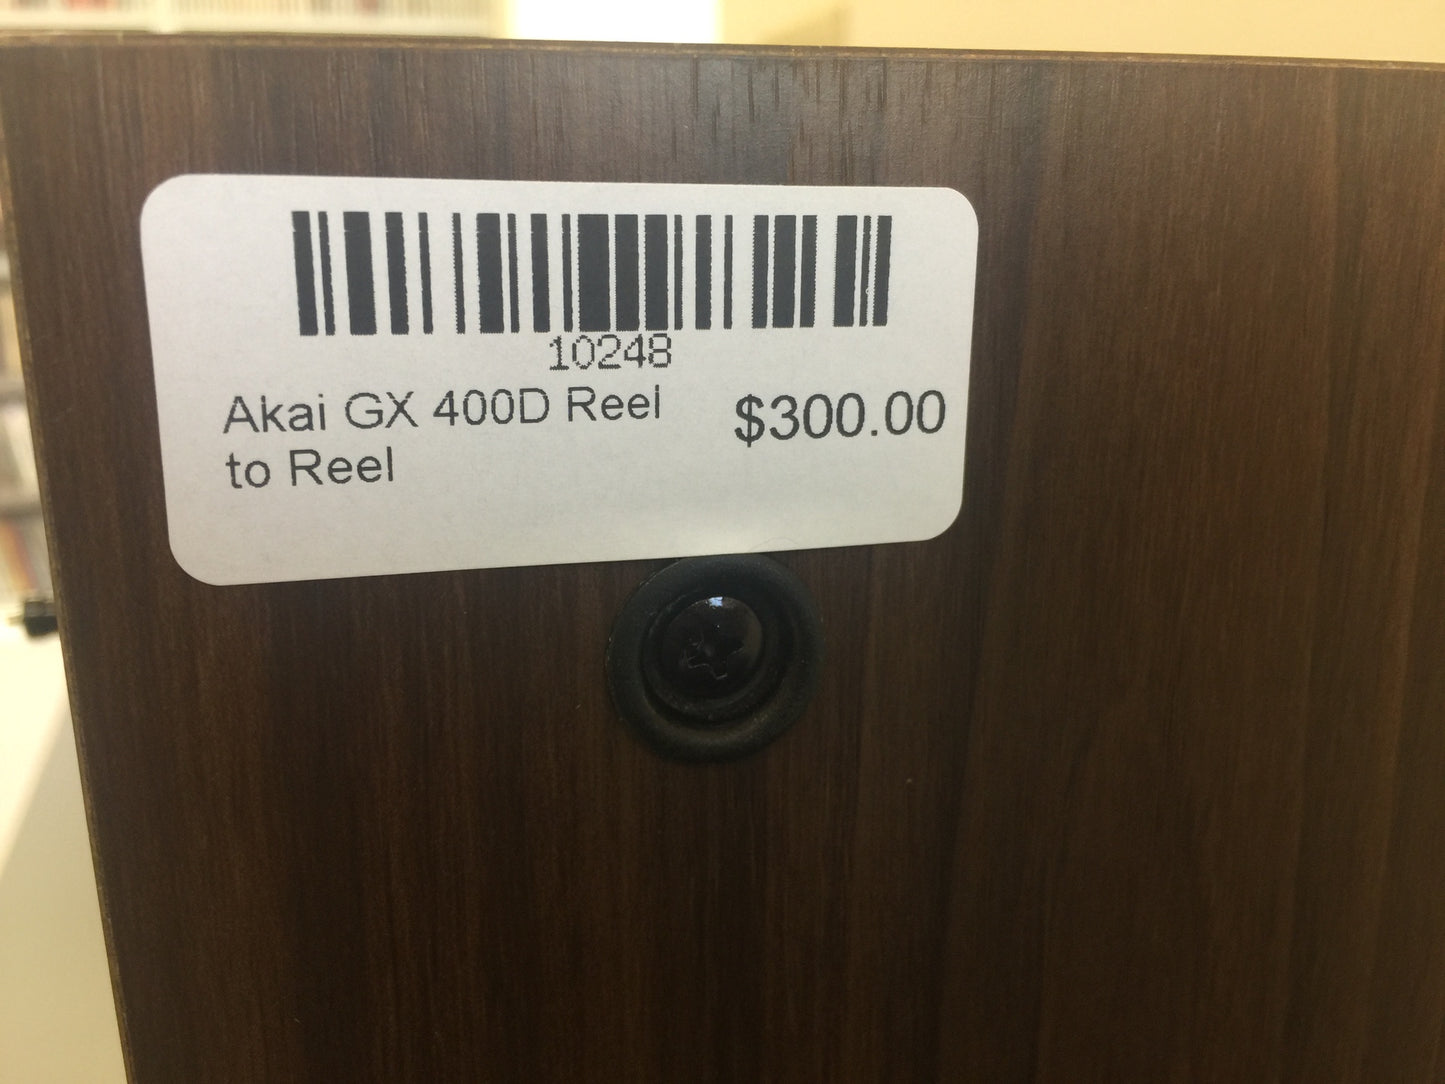 10248
Akai GX 400D Reel $300.00
to Reel